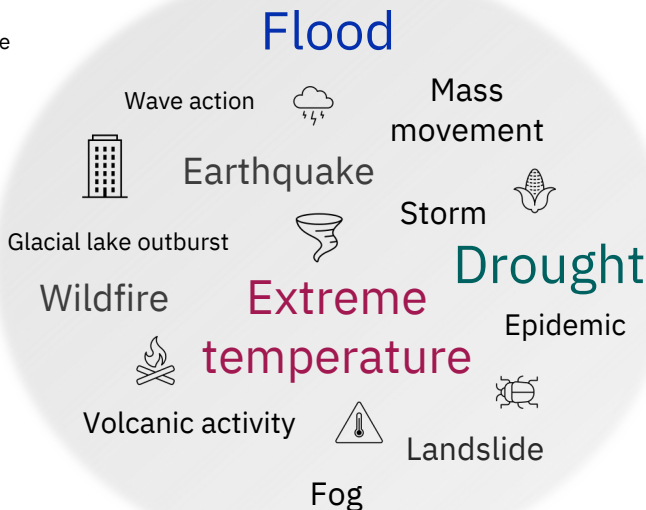 Flood
e
Wave action
Mass
movement
Earthquake
Storm
Glacial lake outburst
Drought
Wildfire
Extreme
temperature
Epidemic
Volcanic activity
Landslide
Fog